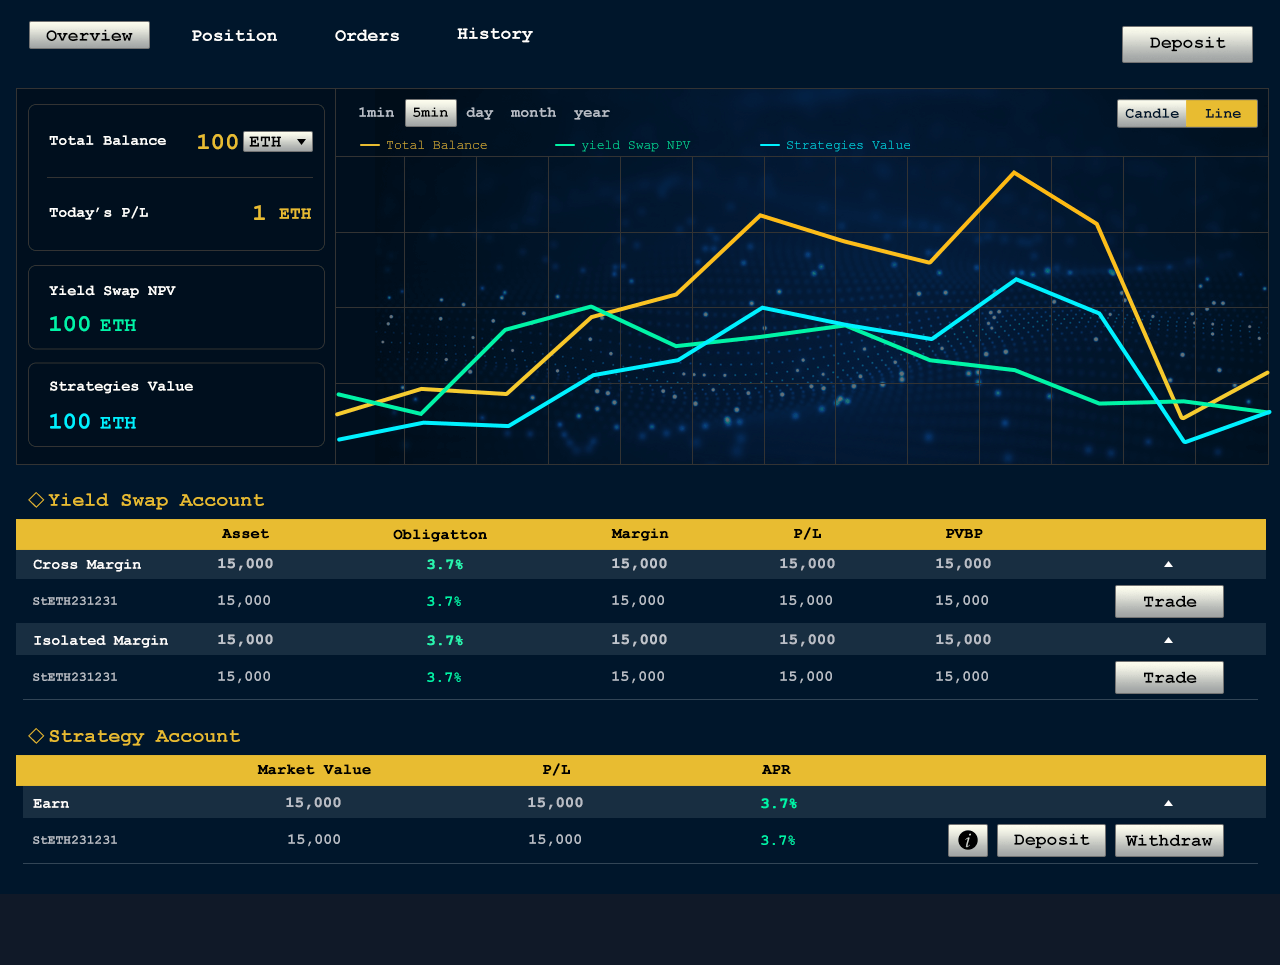 Overview Position Orders History Deposit
1min 5min day month year Candle Line
Total Balance yield Swap NPV Strategies Value
Total Balance 100 ETH
Today’s P/L 1 ETH
Yield Swap NPV
100 ETH
Strategies Value
100 ETH
Yield Swap Account
Asset Obligatton Margin P/L PVBP
Cross Margin 15,000 3.7% 15,000 15,000 15,000
StETH231231 15,000 3.7% 15,000 15,000 15,000 Trade
Isolated Margin 15,000 3.7% 15,000 15,000 15,000
StETH231231 15,000 3.7% 15,000 15,000 15,000 Trade
Strategy Account
Market Value P/L APR
Earn 15,000 15,000 3.7%
StETH231231 15,000 15,000 3.7% i Deposit Withdraw